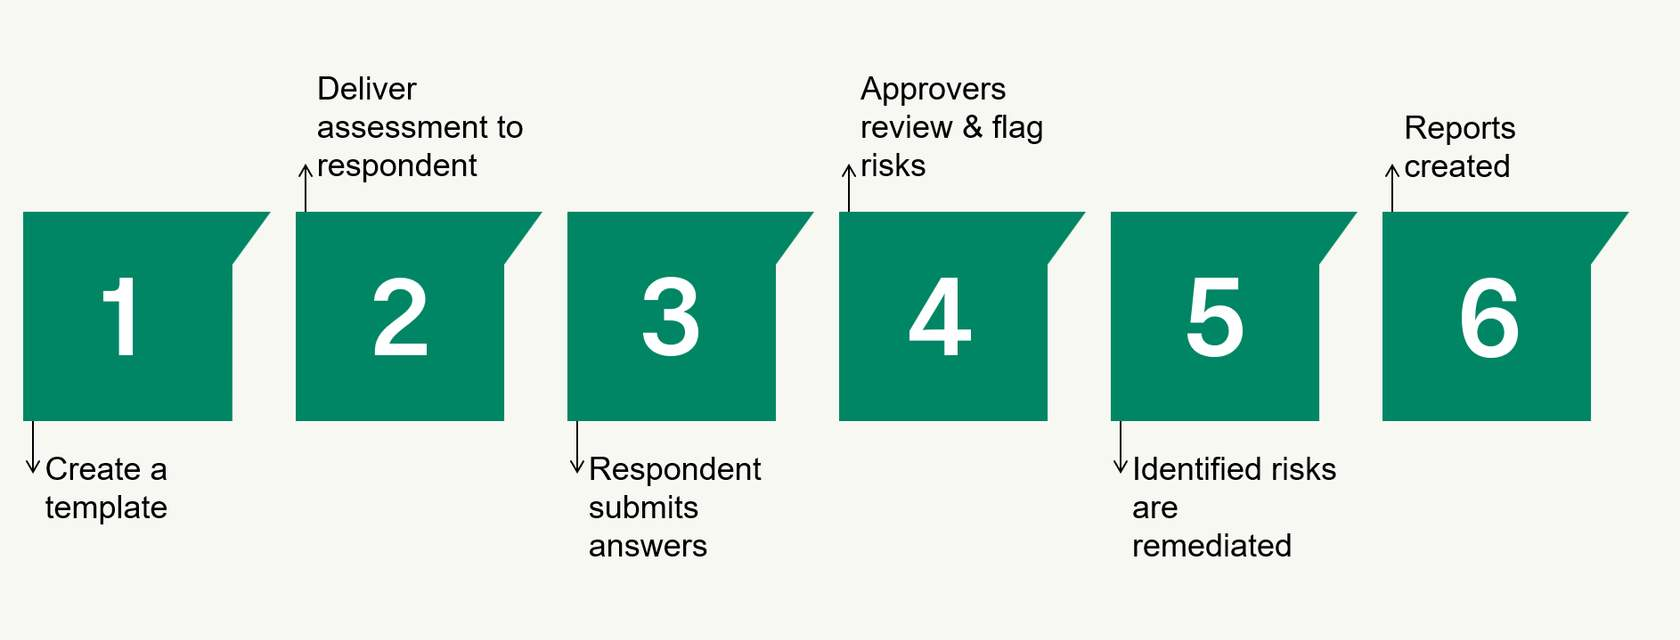 1
Create a
template
2
Deliver
assessment to
respondent
3
Respondent
submits
answers
4
Approvers
review & flag
risks
5
Identified risks
are
remediated
6
Reports
created